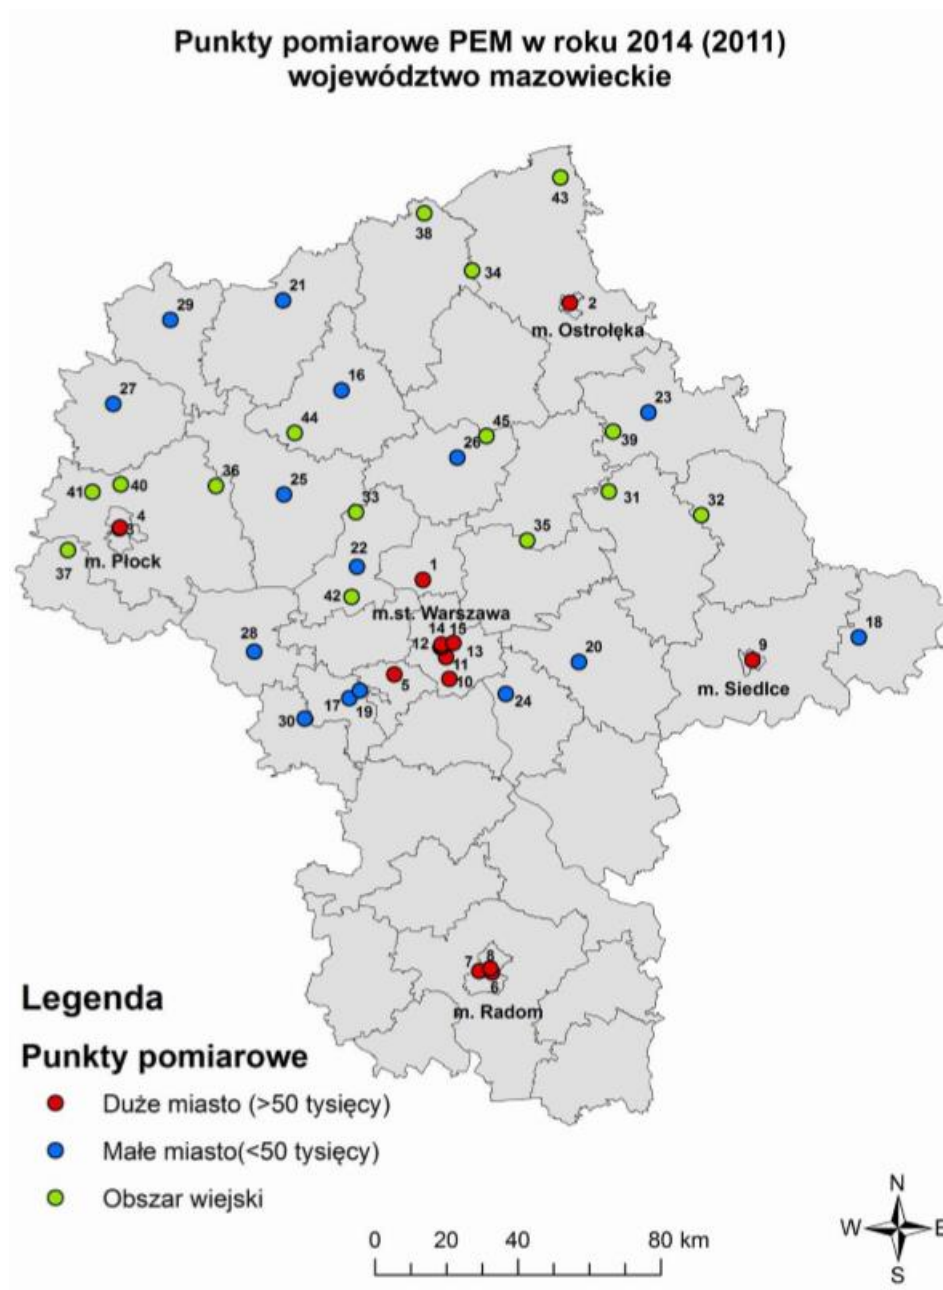 Punkty pomiarowe PEM w roku 2014 (2011)
województwo mazowieckie
43
38
34
21
29
2
m. Ostrołęka
16
27
23
44
45
26
39
36
41
40
25
33
31
32
4
3
35
m. Płock
37
22
1
42
m.st. Warszawa
14 15
12
13
11
28
20
18
9
5
10
m. Siedlce
17
19
24
30
8
7
6
m. Radom
Legenda
Punkty pomiarowe
Duże miasto (>50 tysięcy)
Małe miasto(<50 tysięcy)
Obszar wiejski
N
W E
S
0 20 40 80 km